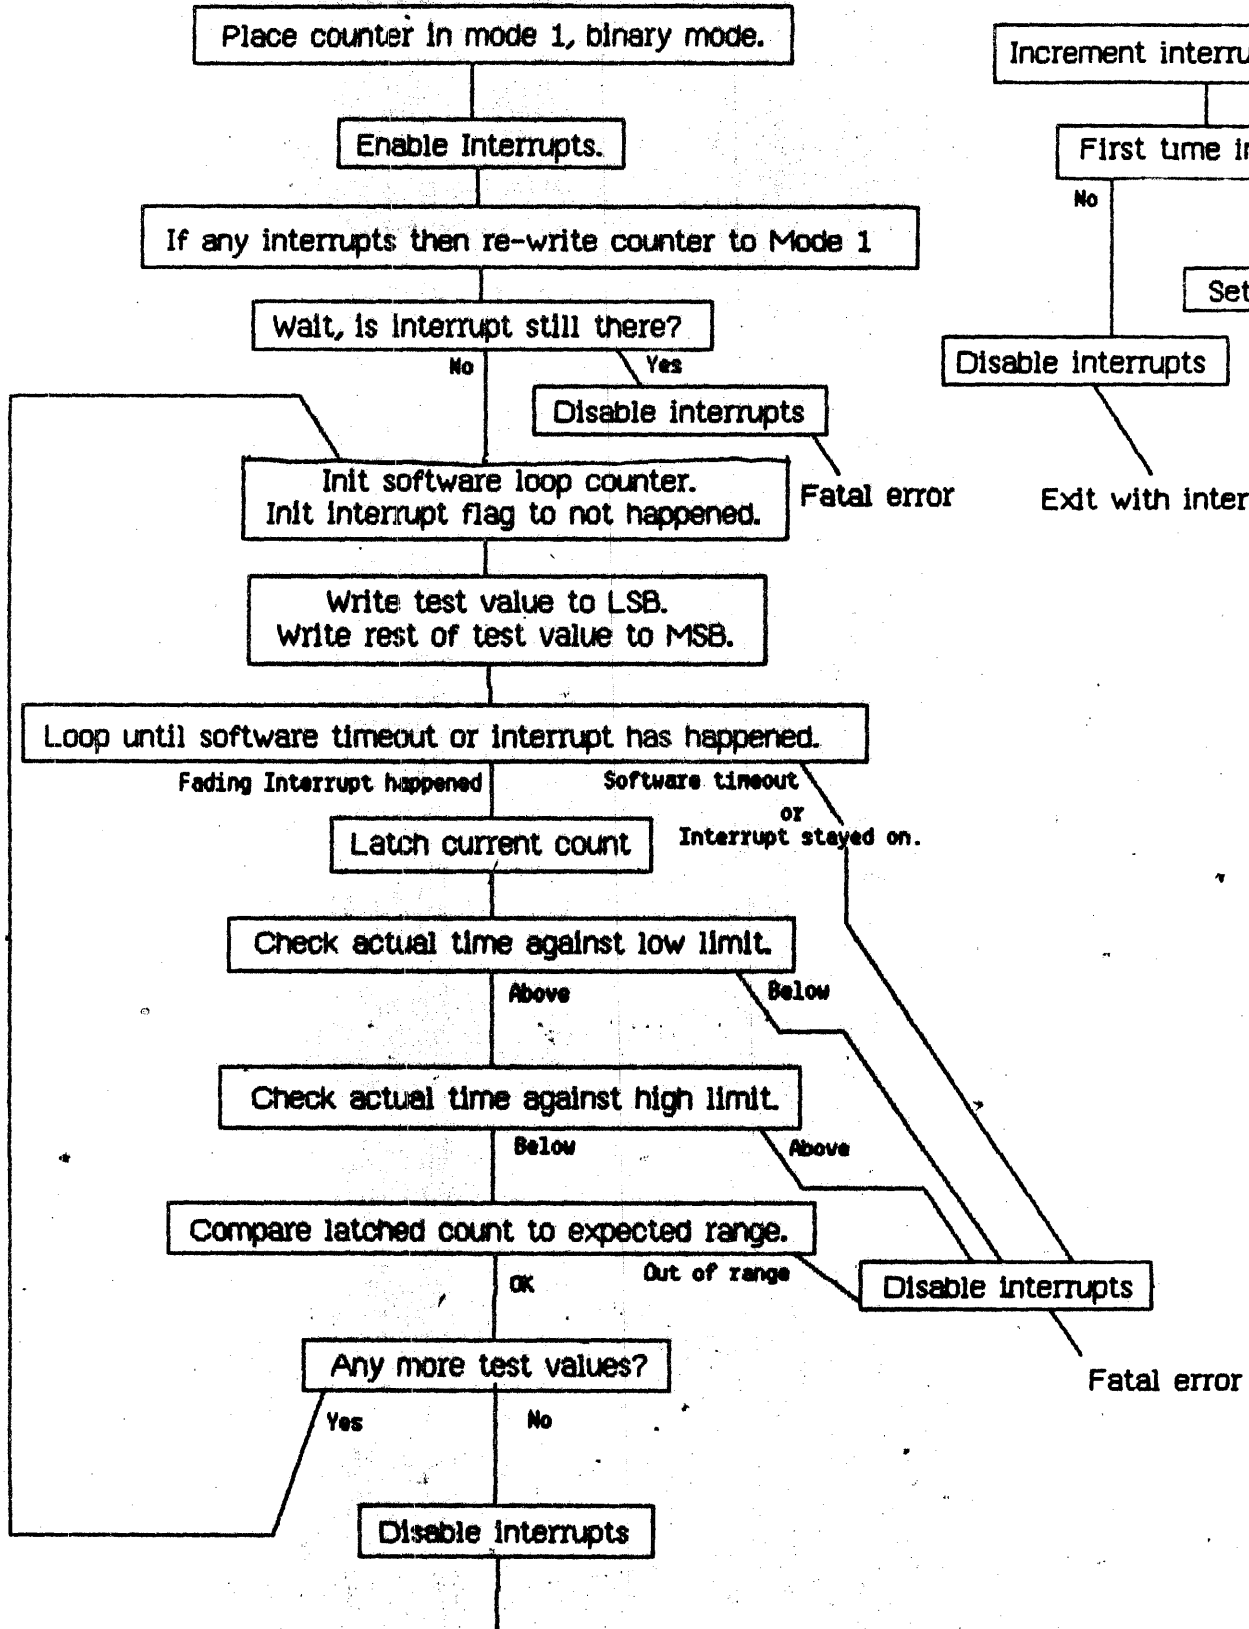 Place counter in mode 1, binary mode.
Enable Interrupts.
If any interrupts then re-write counter to Mode 1
Wait, is interrupt still there?
No
Yes
Disable interrupts
Fatal error
Init software loop counter.
Init interrupt flag to not happened.
Write test value to LSB.
Write rest of test value to MSB.
Loop until software timeout or interrupt has happened.
Fading Interrupt happened
Software timeout
or
Interrupt stayed on.
Latch current count
Check actual time against low limit.
Above
Below
Check actual time against high limit.
Below
Above
Compare latched count to expected range.
OK
Out of range
Disable interrupts
Fatal error
Any more test values?
Yes
No
Disable interrupts
Increment interru
First time in
No
Set
Disable interrupts
Exit with inter